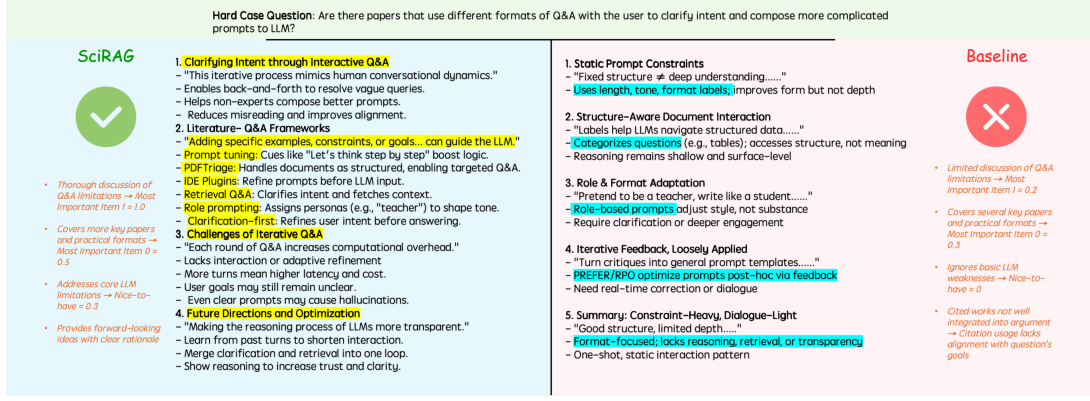 Hard Case Question: Are there papers that use different formats of Q&A with the user to clarify intent and compose more complicated
prompts to LLM?
SciRAG
• Thorough discussion of
Q&A limitations → Most
Important Item 1 = 1.0
• Covers more key papers
and practical formats →
Most Important Item 0 =
0.5
• Addresses core LLM
limitations → Nice-to-
have = 0.3
• Provides forward-looking
ideas with clear rationale
1. Clarifying Intent through Interactive Q&A
– "This iterative process mimics human conversational dynamics."
– Enables back-and-forth to resolve vague queries.
– Helps non-experts compose better prompts.
– Reduces misreading and improves alignment.
2. Literature- Q&A Frameworks
– "Adding specific examples, constraints, or goals... can guide the LLM."
– Prompt tuning: Cues like "Let's think step by step" boost logic.
– PDFTriage: Handles documents as structured, enabling targeted Q&A.
– IDE Plugins: Refine prompts before LLM input.
– Retrieval Q&A: Clarifies intent and fetches context.
– Role prompting: Assigns personas (e.g., "teacher") to shape tone.
– Clarification-first: Refines user intent before answering.
3. Challenges of Iterative Q&A
– "Each round of Q&A increases computational overhead."
– Lacks interaction or adaptive refinement
– More turns mean higher latency and cost.
– User goals may still remain unclear.
– Even clear prompts may cause hallucinations.
4. Future Directions and Optimization
– "Making the reasoning process of LLMs more transparent."
– Learn from past turns to shorten interaction.
– Merge clarification and retrieval into one loop.
– Show reasoning to increase trust and clarity.
1. Static Prompt Constraints
– "Fixed structure ≠ deep understanding......"
– Uses length, tone, format labels; improves form but not depth
2. Structure-Aware Document Interaction
– "Labels help LLMs navigate structured data......"
– Categorizes questions (e.g., tables); accesses structure, not meaning
– Reasoning remains shallow and surface-level
3. Role & Format Adaptation
– "Pretend to be a teacher, write like a student......"
– Role-based prompts adjust style, not substance
– Require clarification or deeper engagement
4. Iterative Feedback, Loosely Applied
– "Turn critiques into general prompt templates......"
– PREFER/RPO optimize prompts post-hoc via feedback
– Need real-time correction or dialogue
5. Summary: Constraint-Heavy, Dialogue-Light
– "Good structure, limited depth....."
– Format-focused; lacks reasoning, retrieval, or transparency
– One-shot, static interaction pattern
Baseline
• Limited discussion of Q&A
limitations → Most
Important Item 1 = 0.2
• Covers several key papers
and practical formats →
Most Important Item 0 =
0.3
• Ignores basic LLM
weaknesses → Nice-to-
have = 0
• Cited works not well
integrated into argument
→ Citation usage lacks
alignment with question's
goals